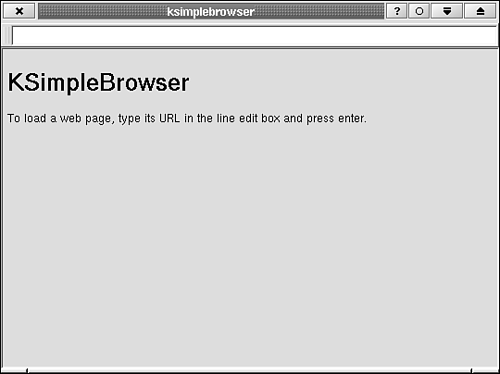 ksimplebrowser
?
KSimpleBrowser
To load a web page, type its URL in the line edit box and press enter.